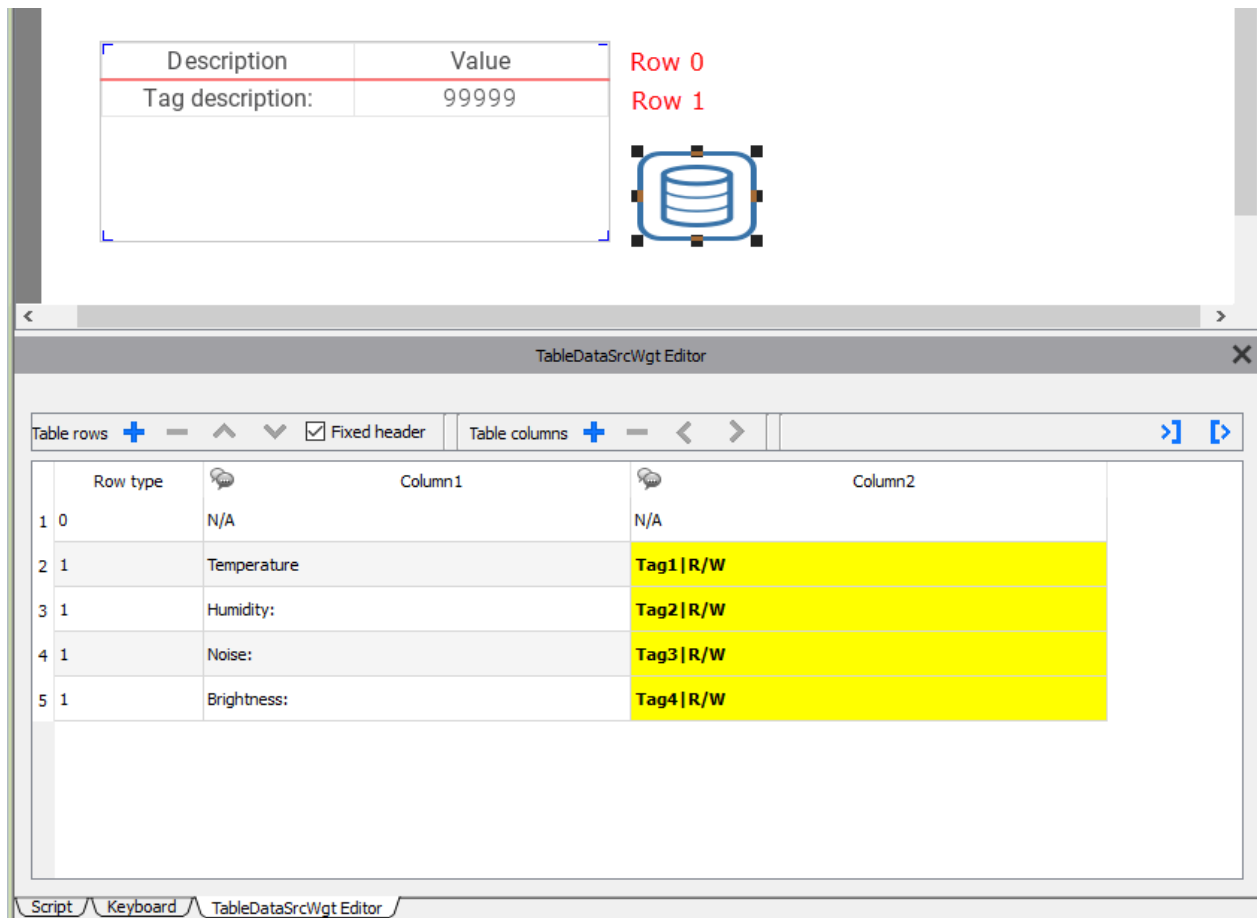 Description Value Row 0
Tag description: 99999 Row 1
TableDataSrcWgt Editor
Table rows Fixed header Table columns
Row type Column1 Column2
1 0 N/A N/A
2 1 Temperature Tag1|R/W
3 1 Humidity: Tag2|R/W
4 1 Noise: Tag3|R/W
5 1 Brightness: Tag4|R/W
Script Keyboard TableDataSrcWgt Editor